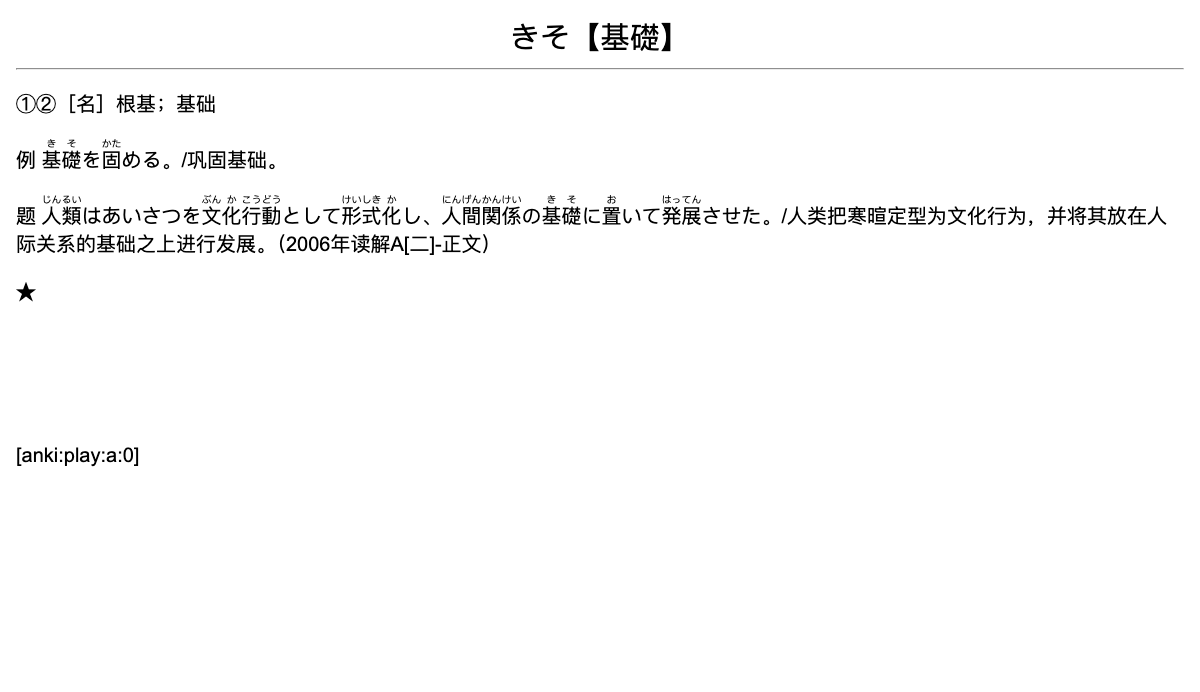 きそ【基礎】
①②［名］根基；基础
き そ かた
例 基礎を固める。/巩固基础。
じんるい ぶん か こうどう けいしき か にんげんかんけい き そ お はってん
题 人類はあいさつを文化行動として形式化し、人間関係の基礎に置いて発展させた。/人类把寒暄定型为文化行为，并将其放在人
际关系的基础之上进行发展。（2006年读解A[二]-正文）
★
[anki:play:a:0]